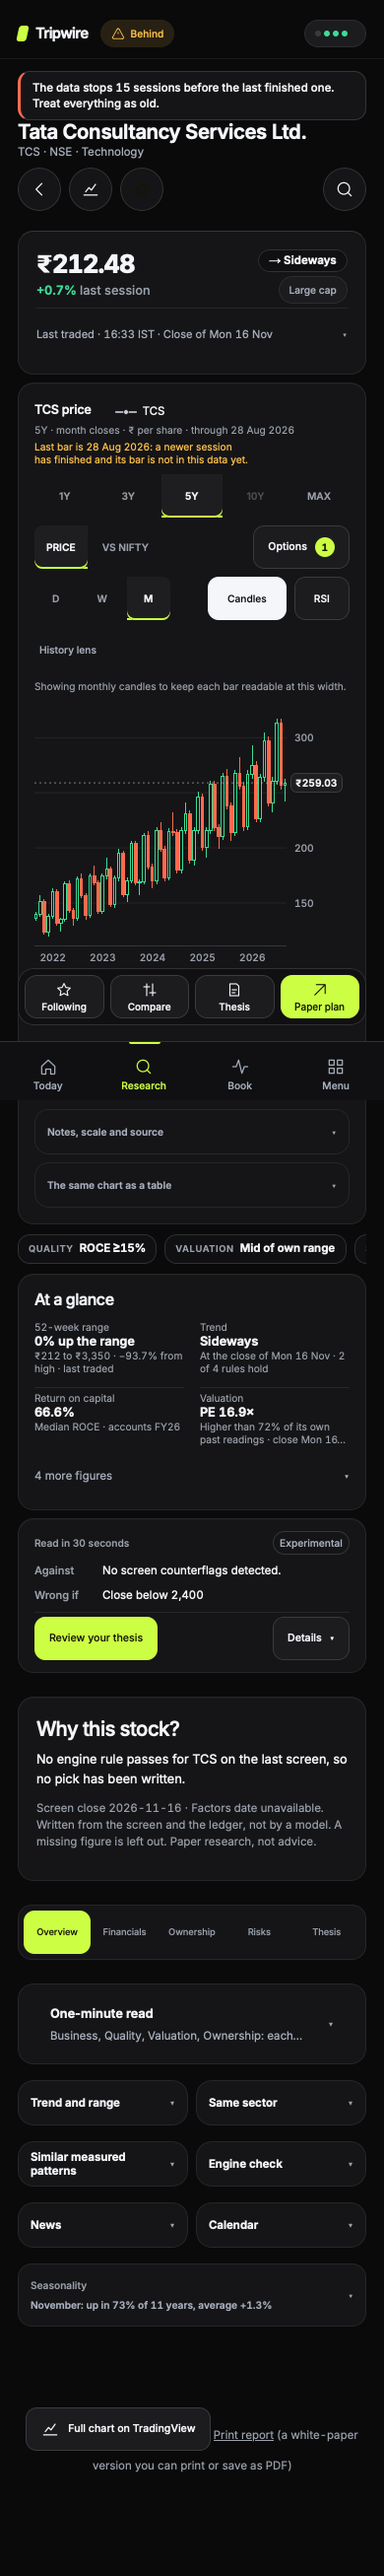 Tripwire
Behind
The data stops 15 sessions before the last finished one.
Treat everything as old.
Tata Consultancy Services Ltd.
TCS · NSE · Technology
₹212.48
→ Sideways
+0.7% last session
Large cap
Last traded · 16:33 IST · Close of Mon 16 Nov
TCS price
TCS
5Y · month closes · ₹ per share · through 28 Aug 2026
Last bar is 28 Aug 2026: a newer session
has finished and its bar is not in this data yet.
1Y
3Y
5Y
10Y
MAX
PRICE
VS NIFTY
Options 1
D
W
M
Candles
RSI
History lens
Showing monthly candles to keep each bar readable at this width.
300
₹259.03
200
150
2022
2023
2024
2025
2026
Following
Compare
Thesis
Paper plan
Today
Research
Book
Menu
Notes, scale and source
The same chart as a table
QUALITY ROCE ≥15%
VALUATION Mid of own range
At a glance
52-week range
0% up the range
₹212 to ₹3,350 · −93.7% from
high · last traded
Trend
Sideways
At the close of Mon 16 Nov · 2
of 4 rules hold
Return on capital
66.6%
Median ROCE · accounts FY26
Valuation
PE 16.9×
Higher than 72% of its own
past readings · close Mon 16…
4 more figures
Read in 30 seconds
Experimental
Against
No screen counterflags detected.
Wrong if
Close below 2,400
Review your thesis
Details
Why this stock?
No engine rule passes for TCS on the last screen, so
no pick has been written.
Screen close 2026-11-16 · Factors date unavailable.
Written from the screen and the ledger, not by a model. A
missing figure is left out. Paper research, not advice.
Overview
Financials
Ownership
Risks
Thesis
One-minute read
Business, Quality, Valuation, Ownership: each…
Trend and range
Same sector
Similar measured
patterns
Engine check
News
Calendar
Seasonality
November: up in 73% of 11 years, average +1.3%
Full chart on TradingView
Print report (a white-paper
version you can print or save as PDF)